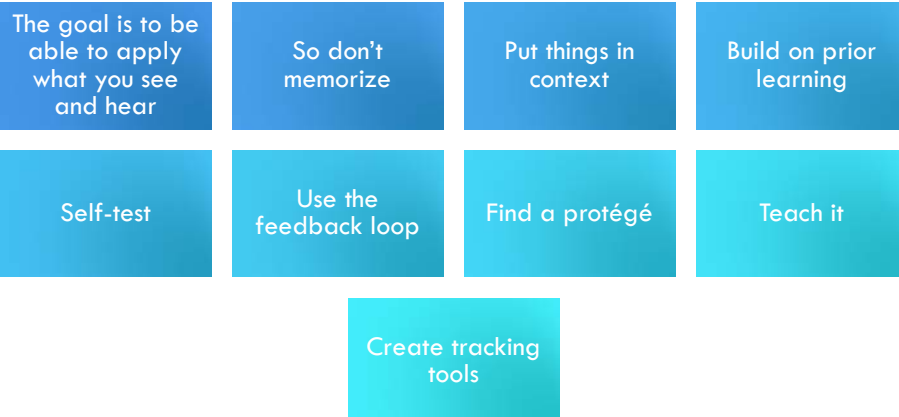 The goal is to be
able to apply
what you see
and hear
So don't
memorize
Put things in
context
Build on prior
learning
Self-test
Use the
feedback loop
Find a protégé
Teach it
Create tracking
tools